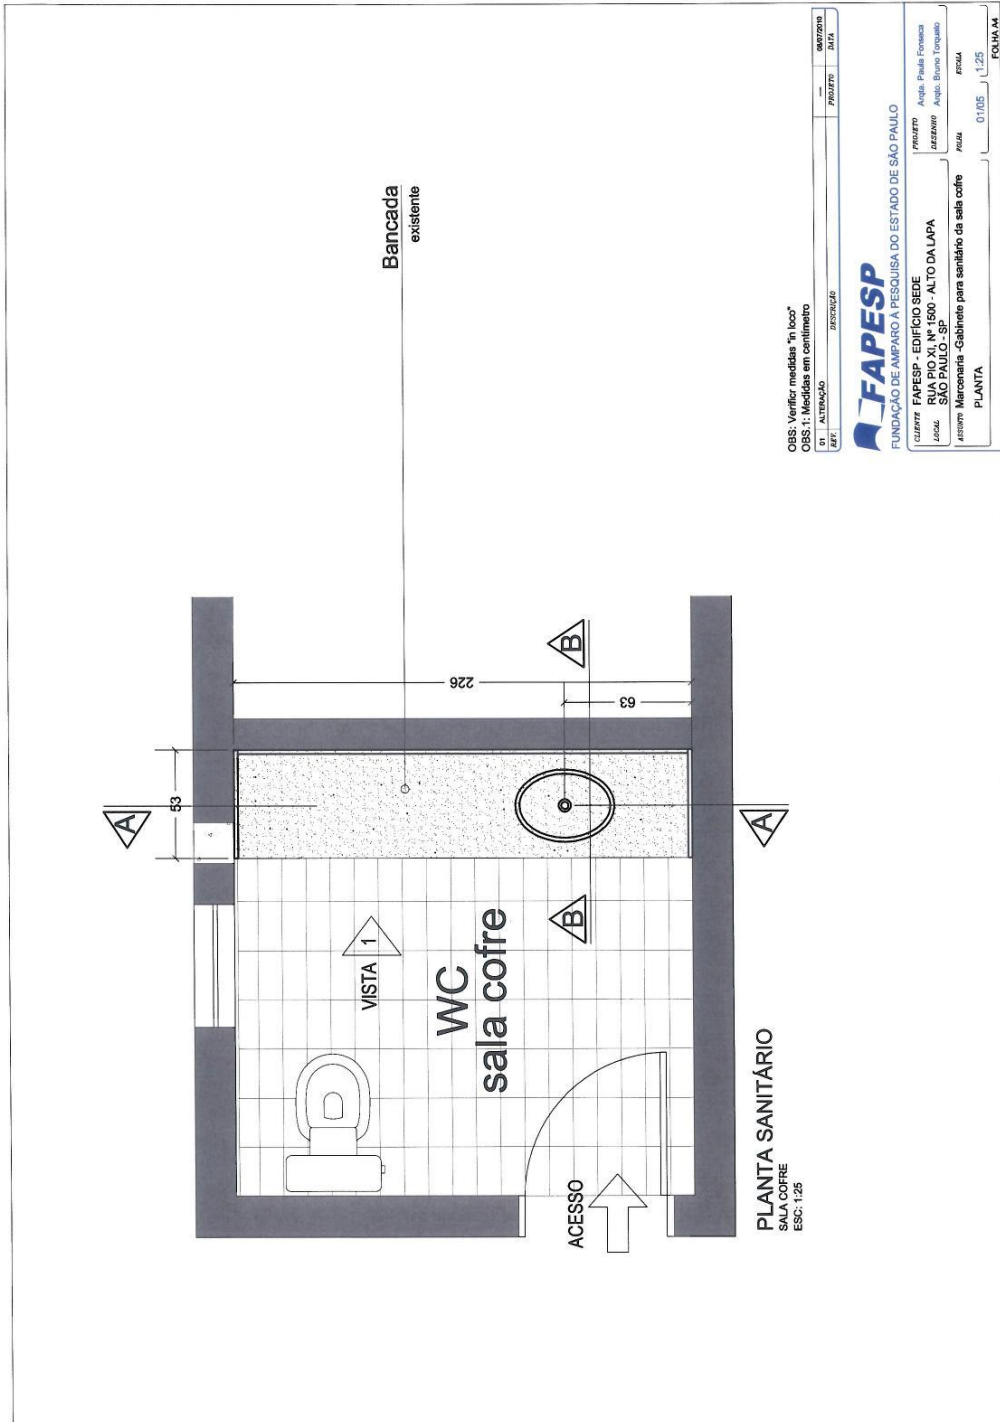 Bancada
existente
226
63
53
A
A
B
B
VISTA 1
WC
sala cofre
ACESSO
PLANTA SANITÁRIO
SALA COFRE
ESC: 1:25
OBS: Verificr medidas "in loco"
OBS.1: Medidas em centímetro
01 ALTERAÇÃO ---- 08/07/2010
REV. DESCRIÇÃO PROJETO DATA
FAPESP
FUNDAÇÃO DE AMPARO À PESQUISA DO ESTADO DE SÃO PAULO
CLIENTE FAPESP - EDIFÍCIO SEDE
LOCAL RUA PIO XI, Nº 1500 - ALTO DA LAPA
SÃO PAULO - SP
PROJETO Arqta. Paula Fonseca
DESENHO Arqto. Bruno Torquato
ASSUNTO Marcenaria -Gabinete para sanitário da sala cofre
PLANTA
FOLHA 01/05
ESCALA 1:25
FOLHA A4